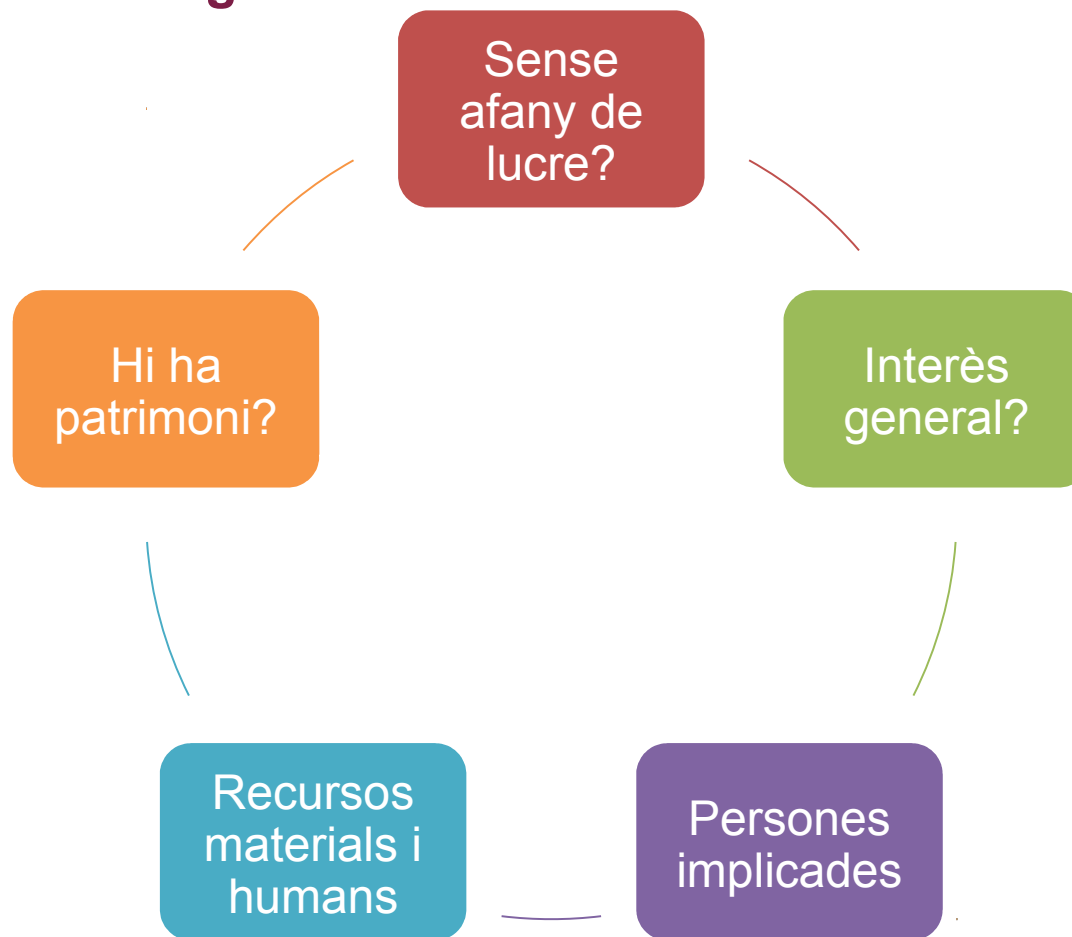 Sense
afany de
lucre?
Interès
general?
Persones
implicades
Recursos
materials i
humans
Hi ha
patrimoni?